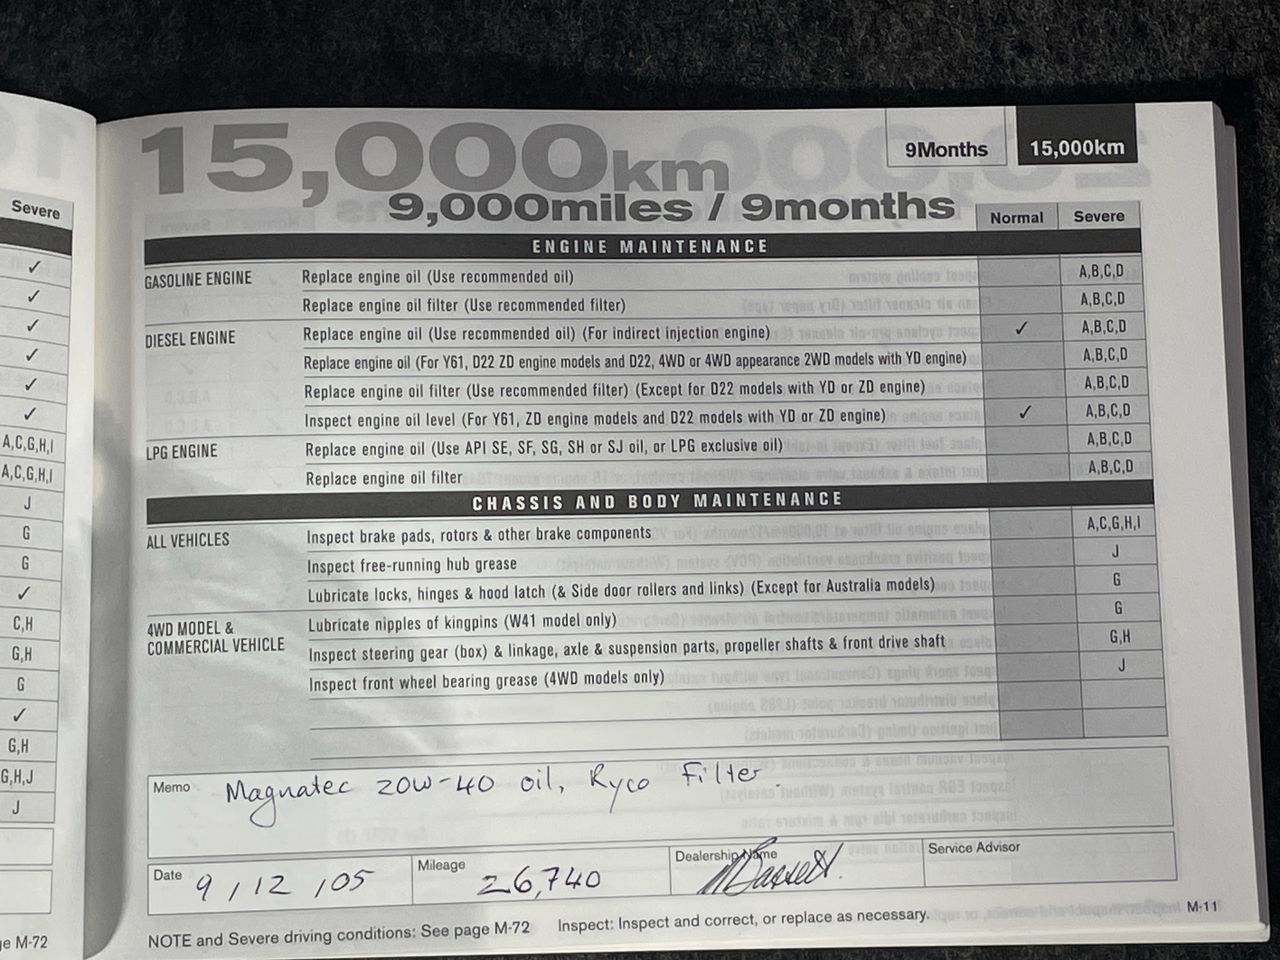 15,000km
9,000miles / 9months
9Months
15,000km
Normal Severe
ENGINE MAINTENANCE
GASOLINE ENGINE Replace engine oil (Use recommended oil) A,B,C,D
Replace engine oil filter (Use recommended filter) A,B,C,D
DIESEL ENGINE Replace engine oil (Use recommended oil) (For indirect injection engine) ✓ A,B,C,D
Replace engine oil (For Y61, D22 ZD engine models and D22, 4WD or 4WD appearance 2WD models with YD engine) A,B,C,D
Replace engine oil filter (Use recommended filter) (Except for D22 models with YD or ZD engine) A,B,C,D
Inspect engine oil level (For Y61, ZD engine models and D22 models with YD or ZD engine) ✓ A,B,C,D
LPG ENGINE Replace engine oil (Use API SE, SF, SG, SH or SJ oil, or LPG exclusive oil) A,B,C,D
Replace engine oil filter A,B,C,D
CHASSIS AND BODY MAINTENANCE
ALL VEHICLES Inspect brake pads, rotors & other brake components A,C,G,H,I
Inspect free-running hub grease J
Lubricate locks, hinges & hood latch (& Side door rollers and links) (Except for Australia models) G
4WD MODEL & COMMERCIAL VEHICLE Lubricate nipples of kingpins (W41 model only) G
Inspect steering gear (box) & linkage, axle & suspension parts, propeller shafts & front drive shaft G,H
Inspect front wheel bearing grease (4WD models only) J
Memo Magnatec 20W-40 oil, Ryco Filter.
Date 9/12/05 Mileage 26,740 Dealership Name Service Advisor
NOTE and Severe driving conditions: See page M-72 Inspect: Inspect and correct, or replace as necessary. M-11
Severe
✓
✓
✓
✓
✓
✓
A,C,G,H,I
A,C,G,H,I
J
G
G
✓
C,H
G,H
G
✓
G,H
G,H,J
J
M-72